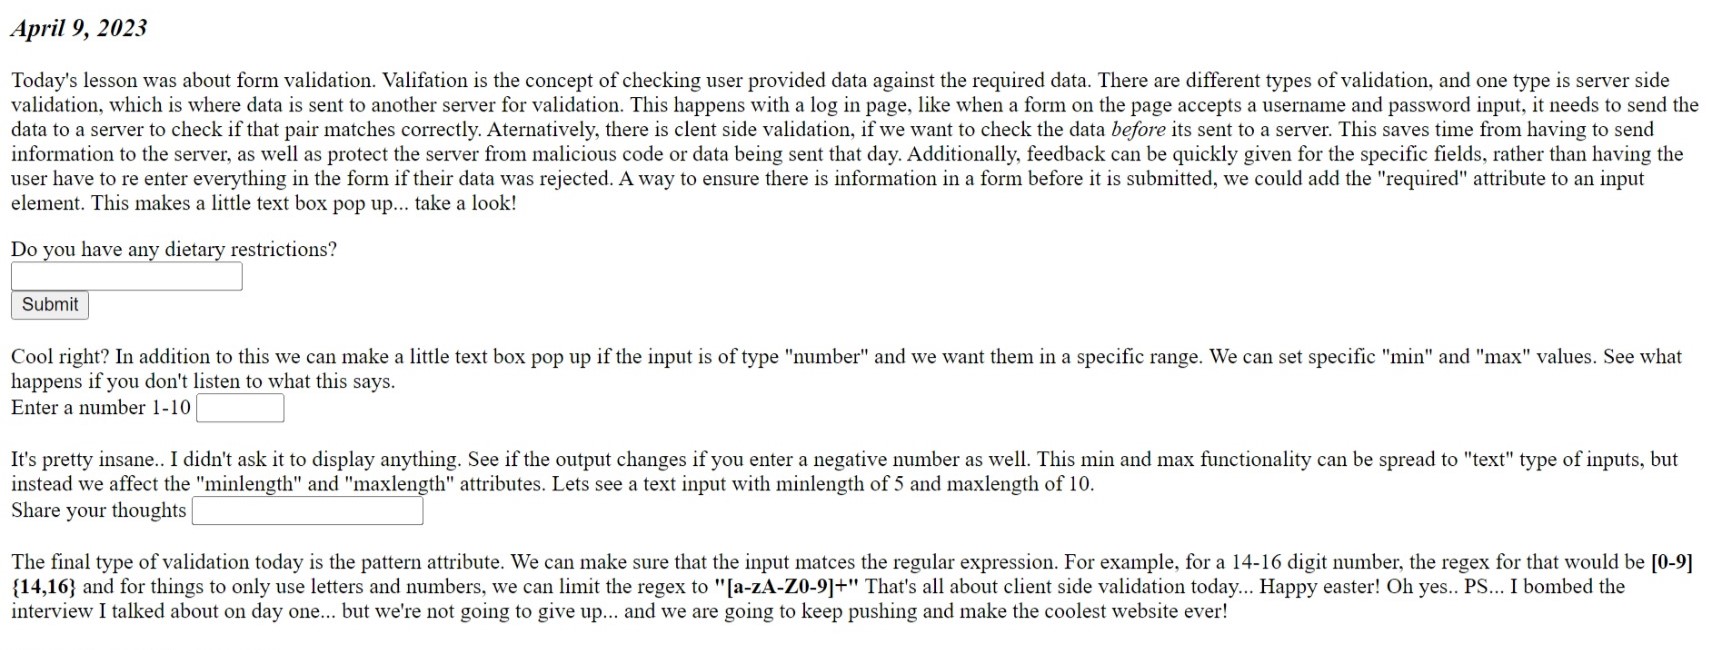 April 9, 2023
Today's lesson was about form validation. Valifation is the concept of checking user provided data against the required data. There are different types of validation, and one type is server side
validation, which is where data is sent to another server for validation. This happens with a log in page, like when a form on the page accepts a username and password input, it needs to send the
data to a server to check if that pair matches correctly. Aternatively, there is clent side validation, if we want to check the data before its sent to a server. This saves time from having to send
information to the server, as well as protect the server from malicious code or data being sent that day. Additionally, feedback can be quickly given for the specific fields, rather than having the
user have to re enter everything in the form if their data was rejected. A way to ensure there is information in a form before it is submitted, we could add the "required" attribute to an input
element. This makes a little text box pop up... take a look!
Do you have any dietary restrictions?
Submit
Cool right? In addition to this we can make a little text box pop up if the input is of type "number" and we want them in a specific range. We can set specific "min" and "max" values. See what
happens if you don't listen to what this says.
Enter a number 1-10
It's pretty insane.. I didn't ask it to display anything. See if the output changes if you enter a negative number as well. This min and max functionality can be spread to "text" type of inputs, but
instead we affect the "minlength" and "maxlength" attributes. Lets see a text input with minlength of 5 and maxlength of 10.
Share your thoughts
The final type of validation today is the pattern attribute. We can make sure that the input matces the regular expression. For example, for a 14-16 digit number, the regex for that would be [0-9]
{14,16} and for things to only use letters and numbers, we can limit the regex to "[a-zA-Z0-9]+" That's all about client side validation today... Happy easter! Oh yes.. PS... I bombed the
interview I talked about on day one... but we're not going to give up... and we are going to keep pushing and make the coolest website ever!